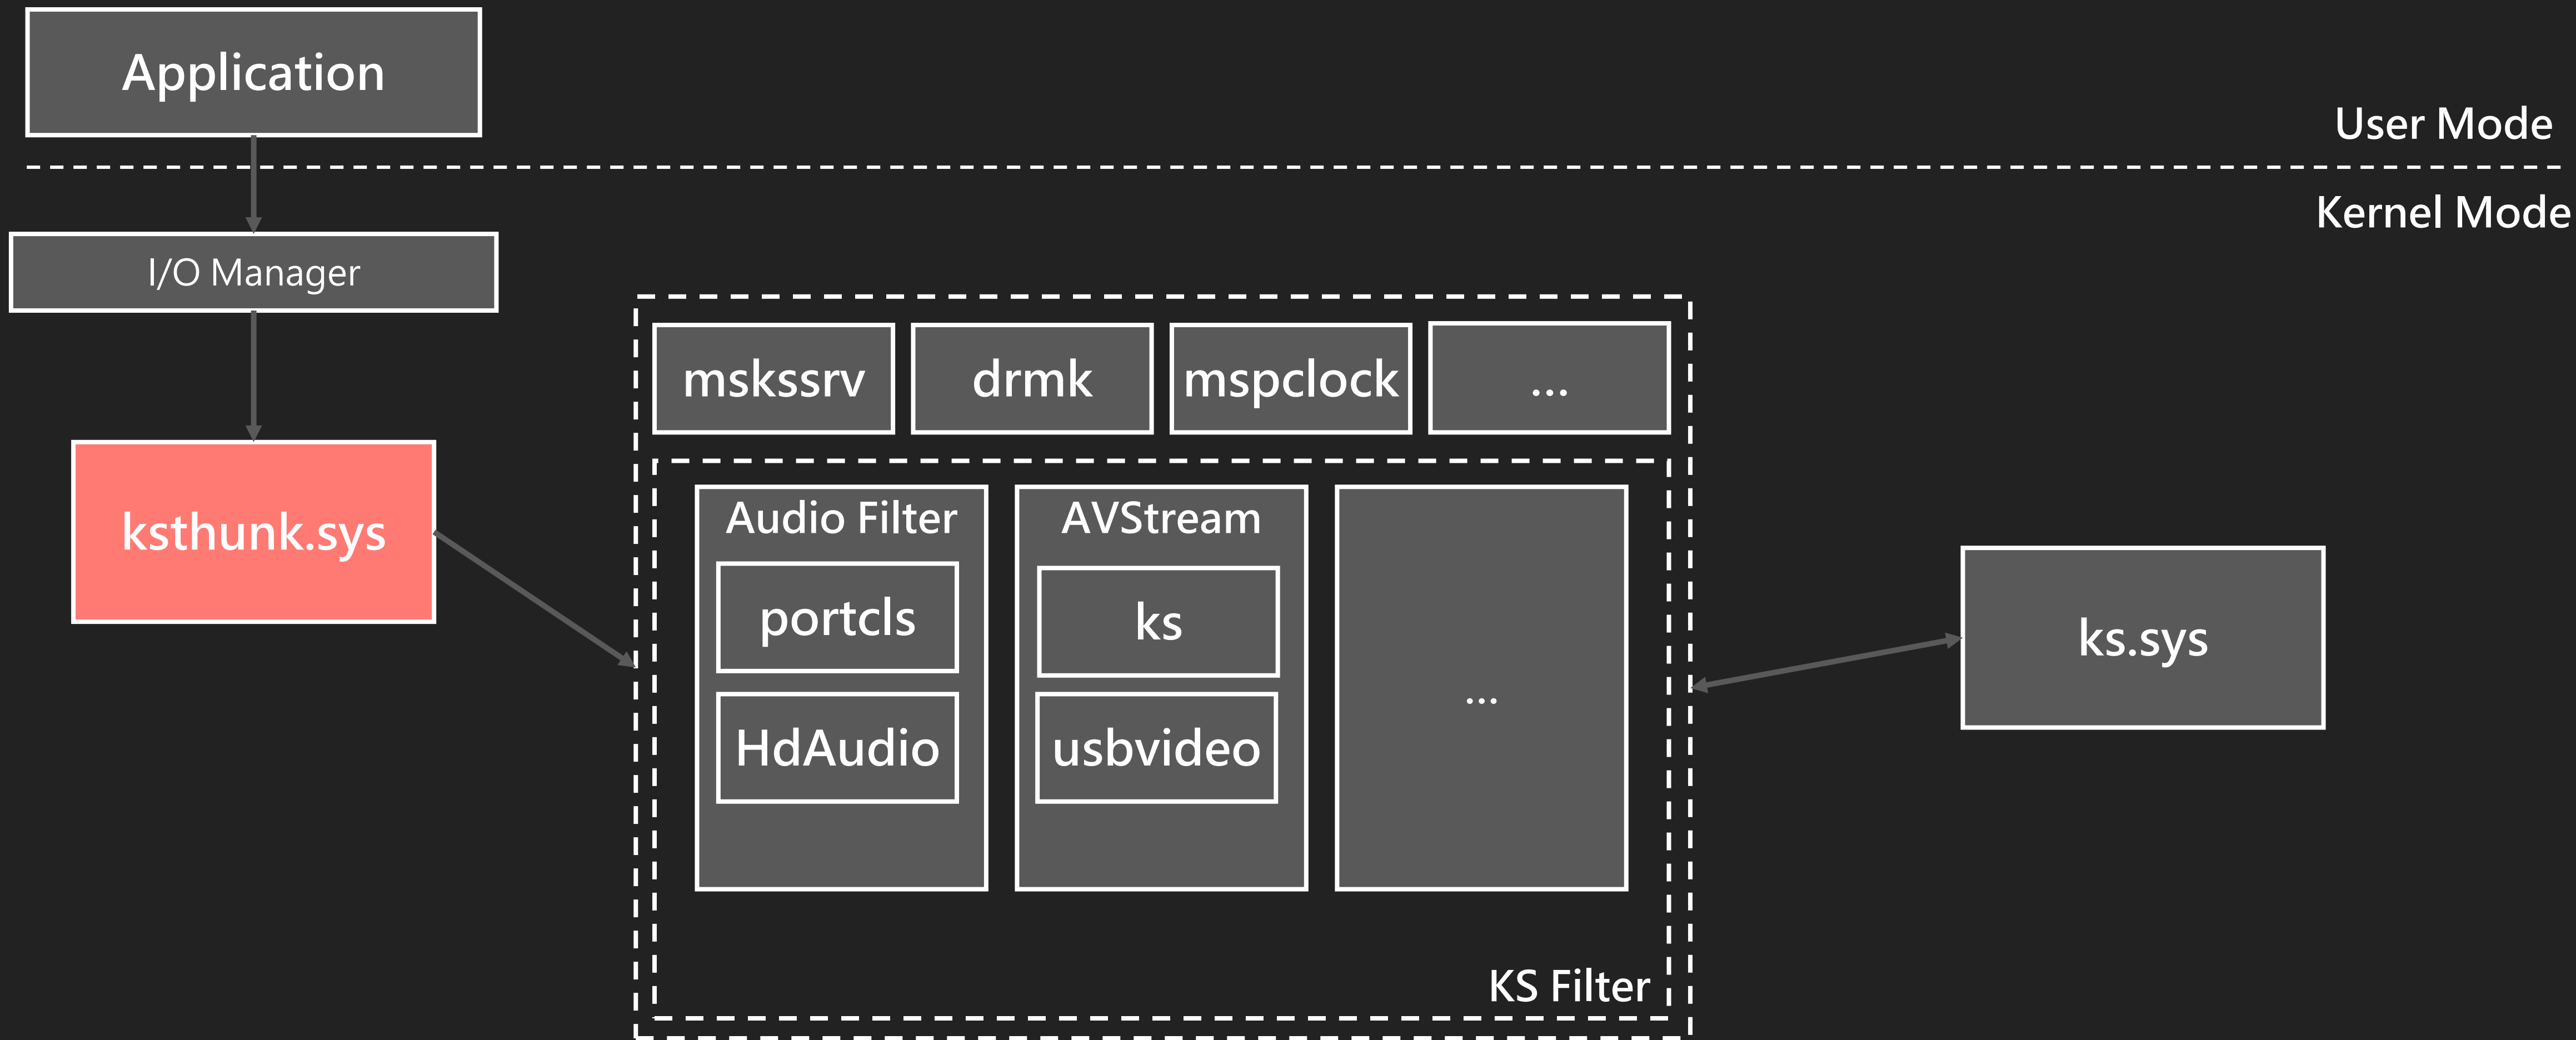 Application
User Mode
Kernel Mode
I/O Manager
mskssrv
drmk
mspclock
...
ksthunk.sys
Audio Filter
portcls
HdAudio
AVStream
ks
usbvideo
...
KS Filter
ks.sys